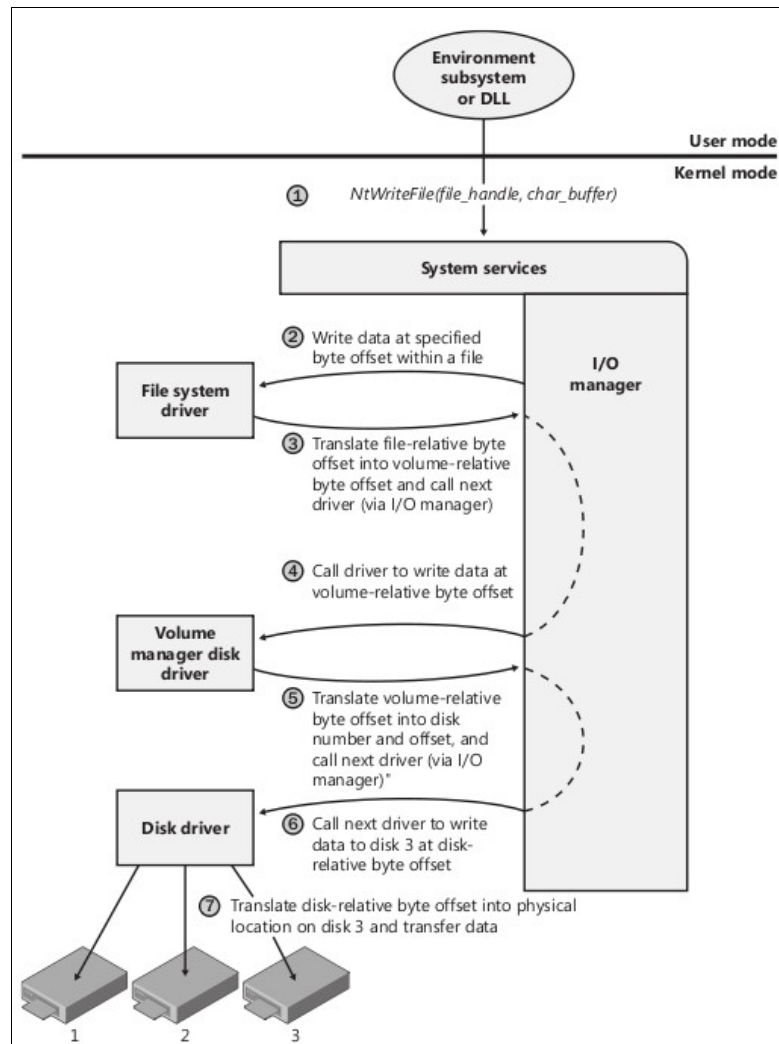 Environment
subsystem
or DLL
User mode
Kernel mode
1 NtWriteFile(file_handle, char_buffer)
System services
2 Write data at specified
byte offset within a file
I/O
manager
File system
driver
3 Translate file-relative byte
offset into volume-relative
byte offset and call next
driver (via I/O manager)
4 Call driver to write data at
volume-relative byte offset
Volume
manager disk
driver
5 Translate volume-relative
byte offset into disk
number and offset, and
call next driver (via I/O
manager)"
Disk driver
6 Call next driver to write
data to disk 3 at disk-
relative byte offset
7 Translate disk-relative byte offset into physical
location on disk 3 and transfer data
1
2
3